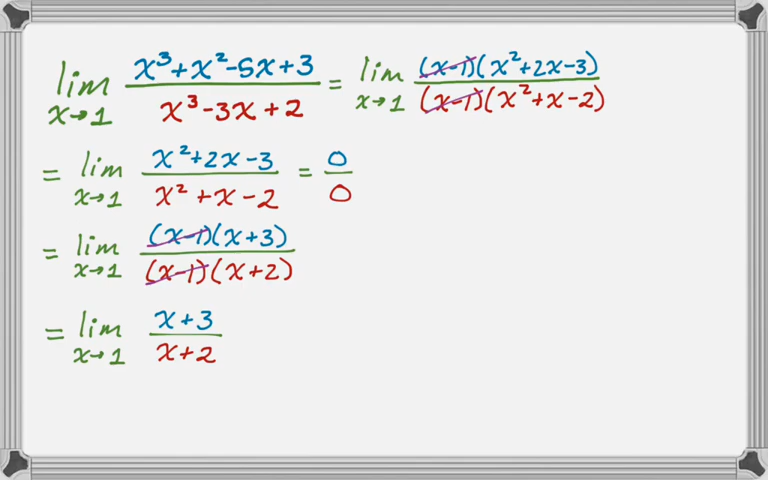 lim x→1 (x³+x²-5x+3)/(x³-3x+2) = lim x→1 ((x-1)(x²+2x-3))/((x-1)(x²+x-2))
= lim x→1 (x²+2x-3)/(x²+x-2) = 0/0
= lim x→1 ((x-1)(x+3))/((x-1)(x+2))
= lim x→1 (x+3)/(x+2)